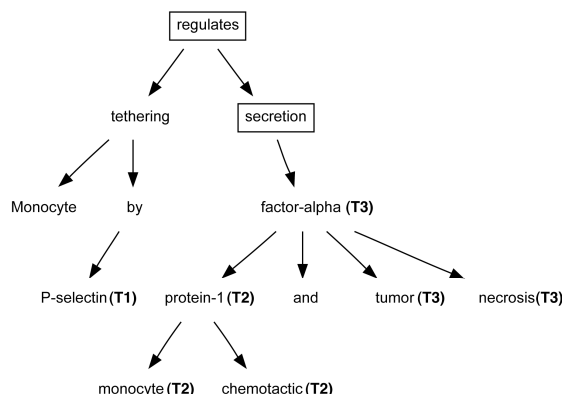 regulates
tethering secretion
Monocyte by factor-alpha (T3)
P-selectin (T1) protein-1 (T2) and tumor (T3) necrosis(T3)
monocyte (T2) chemotactic (T2)